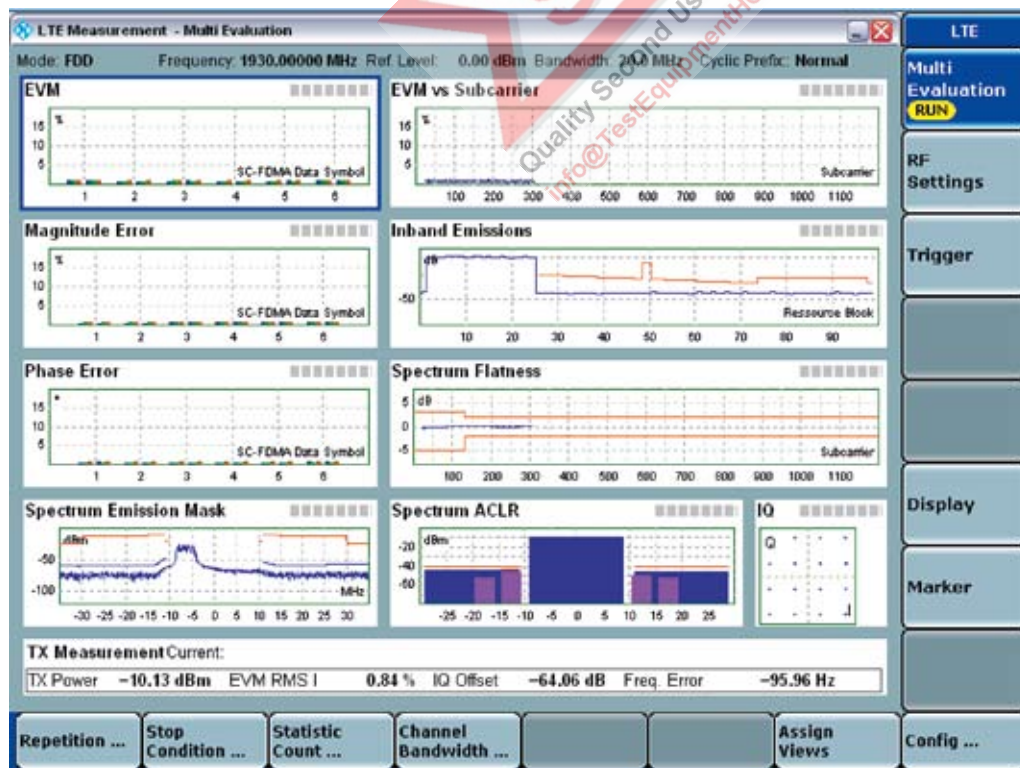 LTE Measurement - Multi Evaluation
LTE
Mode: FDD Frequency: 1930.00000 MHz Ref. Level: 0.00 dBm Bandwidth: 20.0 MHz Cyclic Prefix: Normal
Multi
Evaluation
RUN
EVM
15 %
10
5
SC-FDMA Data Symbol
1 2 3 4 5 6
EVM vs Subcarrier
15 %
10
5
Subcarrier
100 200 300 400 500 600 700 800 900 1000 1100
Quality Second
RF
Settings
Magnitude Error
15 %
10
5
SC-FDMA Data Symbol
1 2 3 4 5 6
Inband Emissions
dB
-50
Ressource Block
10 20 30 40 50 60 70 80 90
Trigger
Phase Error
15 °
10
5
SC-FDMA Data Symbol
1 2 3 4 5 6
Spectrum Flatness
5 dB
0
-5
Subcarrier
100 200 300 400 500 600 700 800 900 1000 1100
Spectrum Emission Mask
dBm
-50
-100
MHz
-30 -25 -20 -15 -10 -5 0 5 10 15 20 25 30
Spectrum ACLR
dBm
-20
-40
-60
-25 -20 -15 -10 -5 0 5 10 15 20 25
IQ
Q
I
Display
Marker
TX Measurement Current:
TX Power -10.13 dBm EVM RMS l 0.84 % IQ Offset -64.06 dB Freq. Error -95.96 Hz
Repetition ...
Stop
Condition ...
Statistic
Count ...
Channel
Bandwidth ...
Assign
Views
Config ...